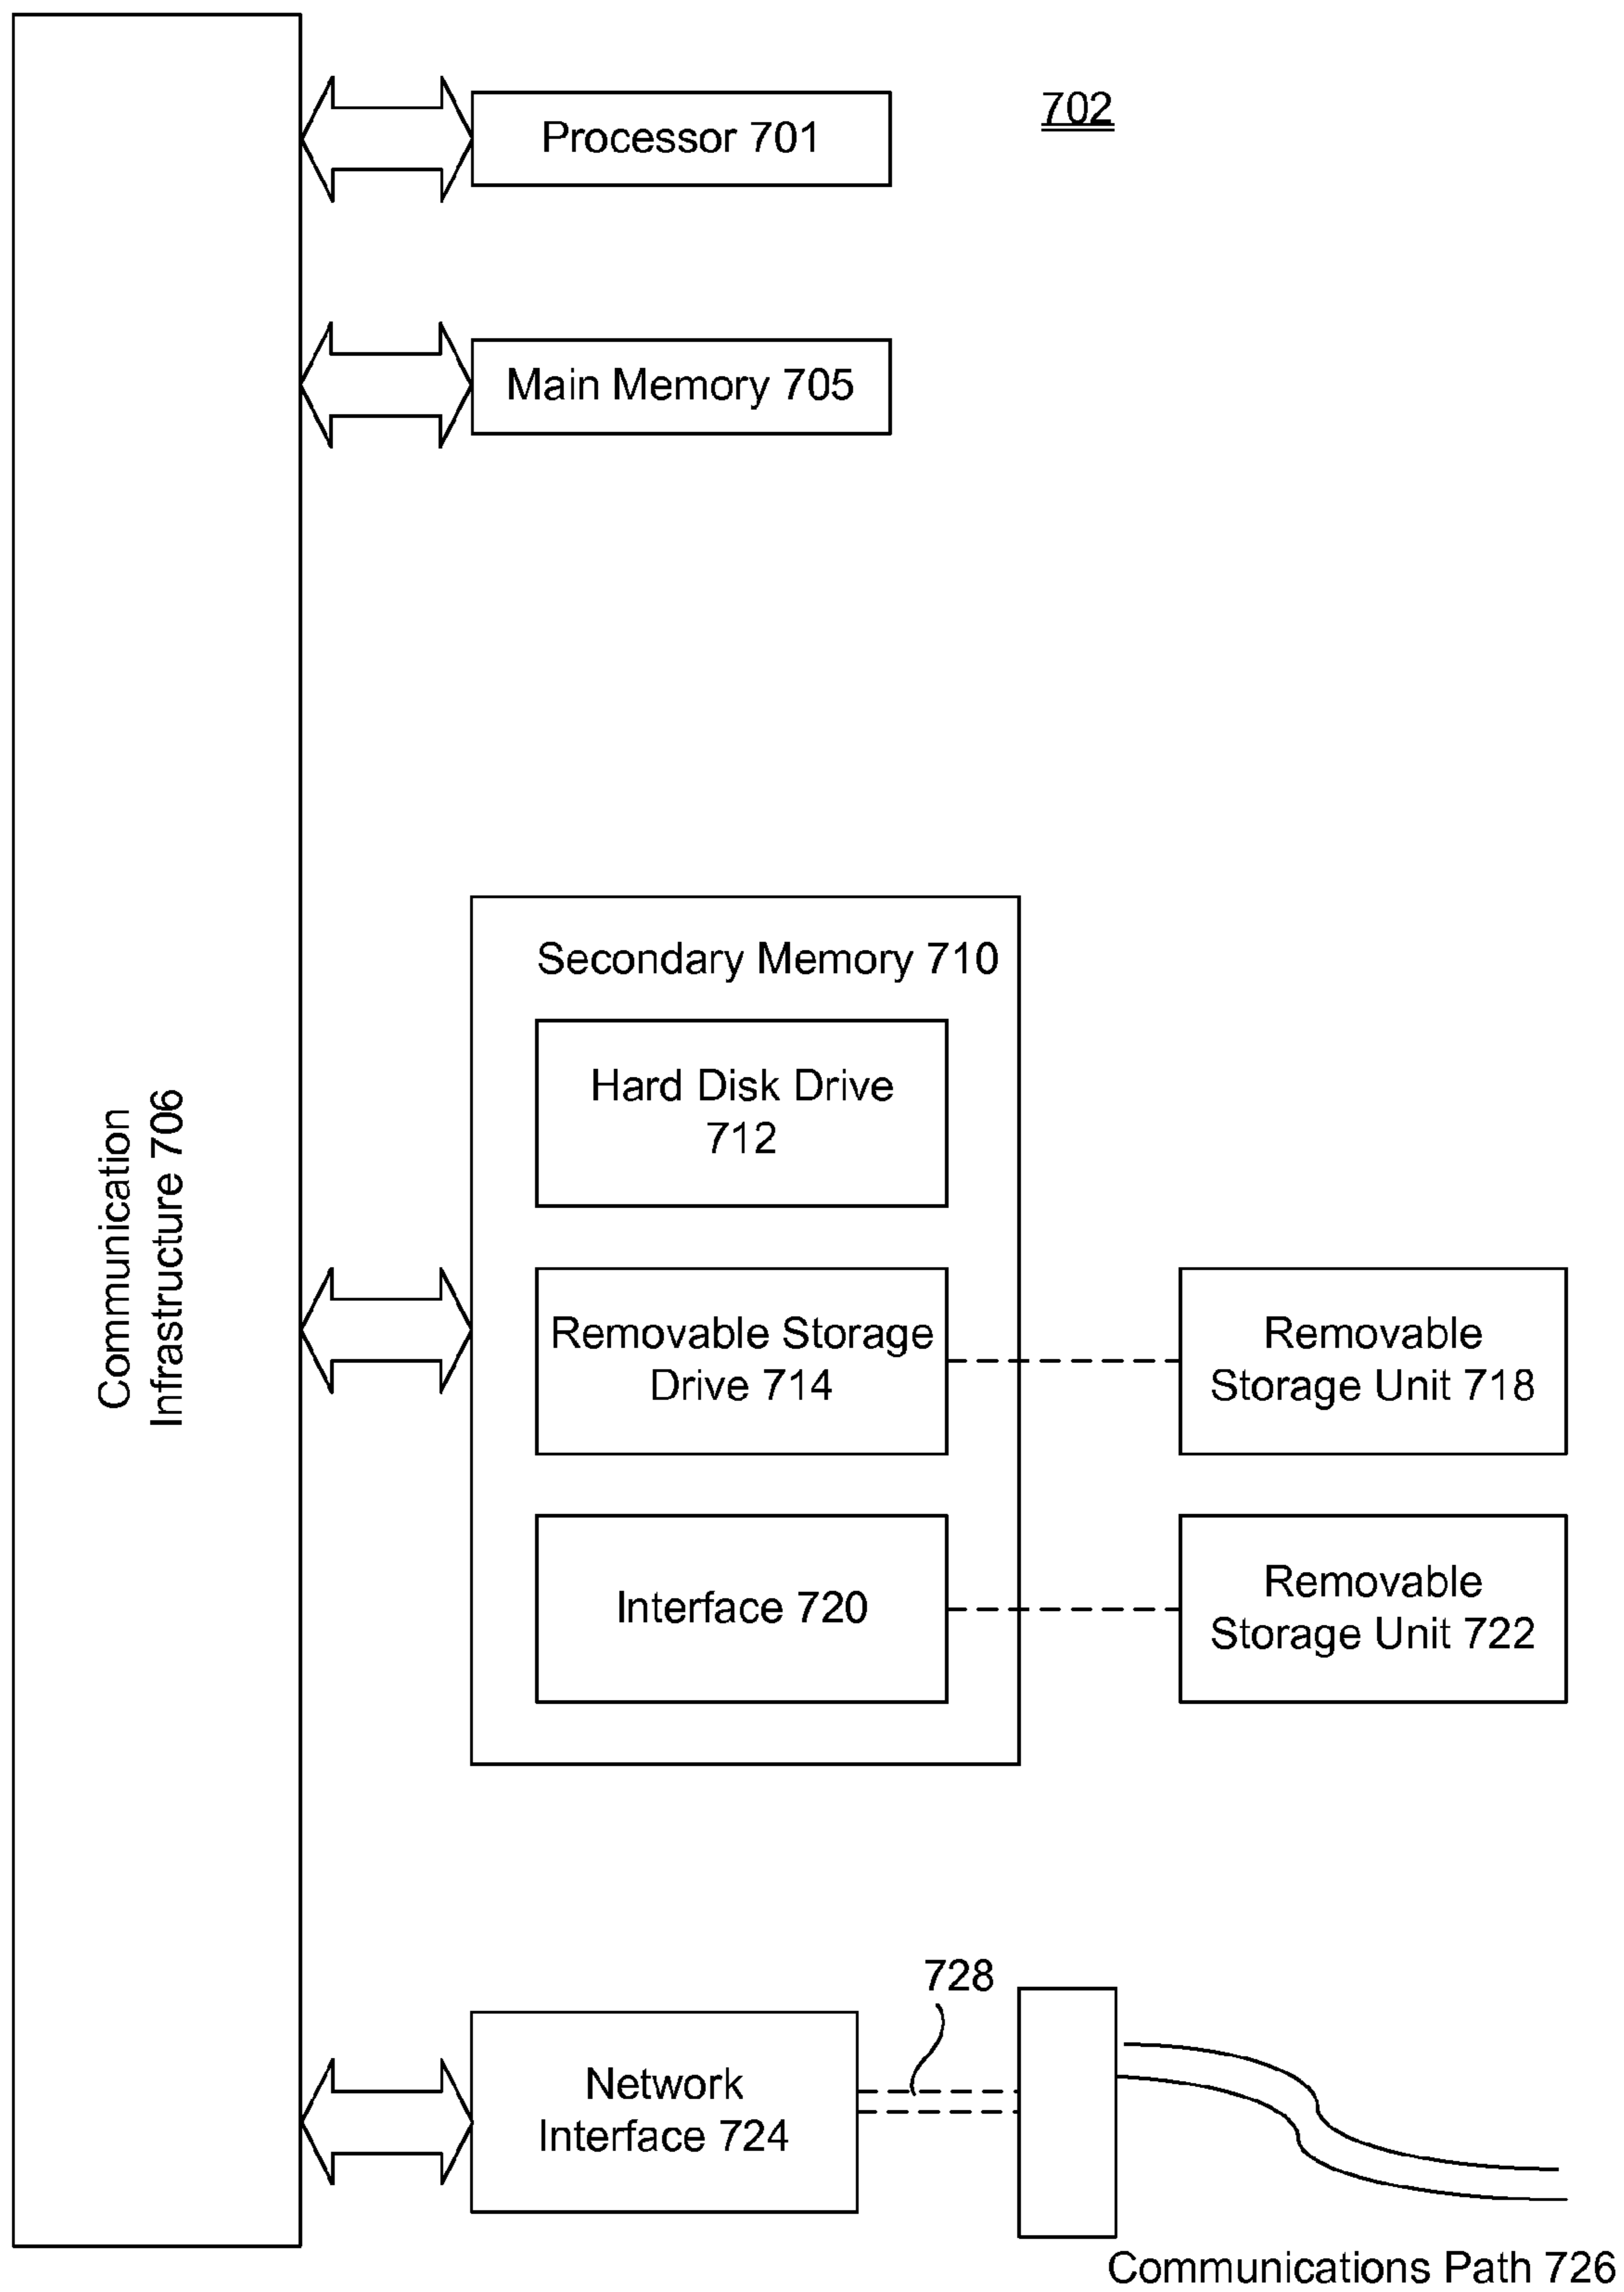 702
Processor 701
Main Memory 705
Communication
Infrastructure 706
Secondary Memory 710
Hard Disk Drive
712
Removable Storage
Drive 714
Removable
Storage Unit 718
Interface 720
Removable
Storage Unit 722
728
Network
Interface 724
Communications Path 726